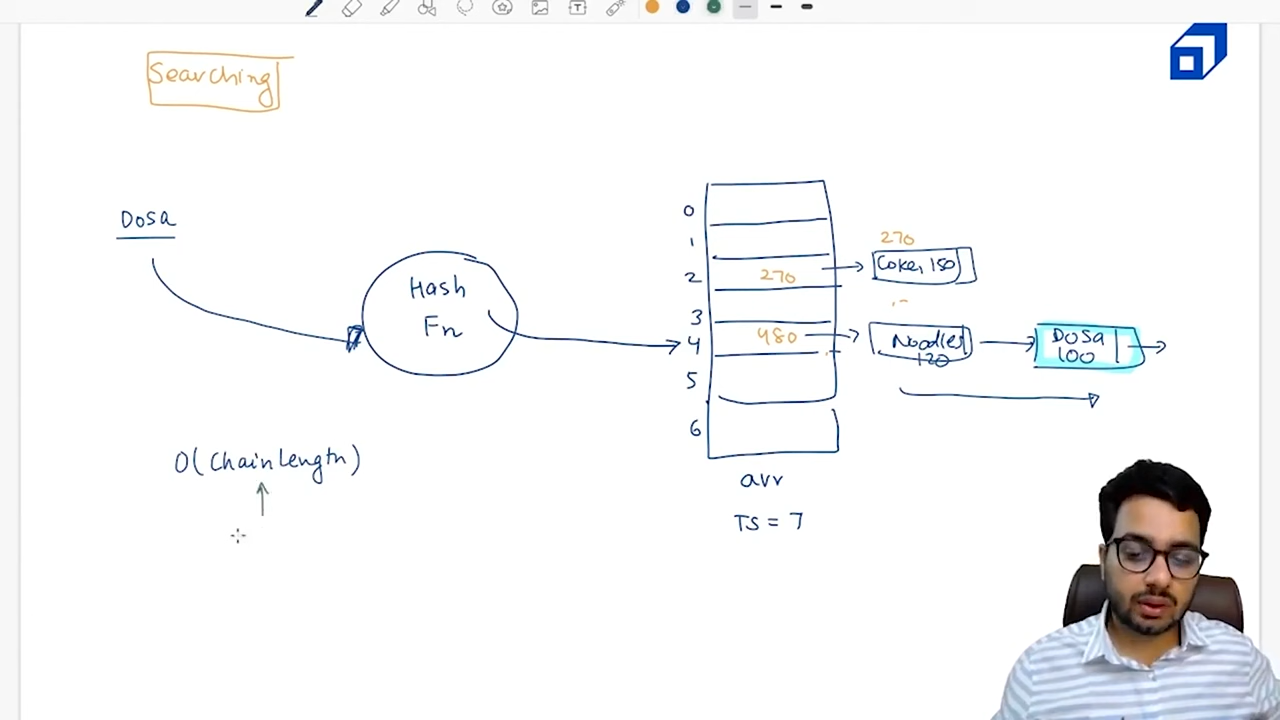 Searching
Dosa
Hash
Fn
0
1
2
3
4
5
6
270
480
270
Coke, 150
Noodles
120
Dosa
100
O(Chain Length)
arr
TS = 7